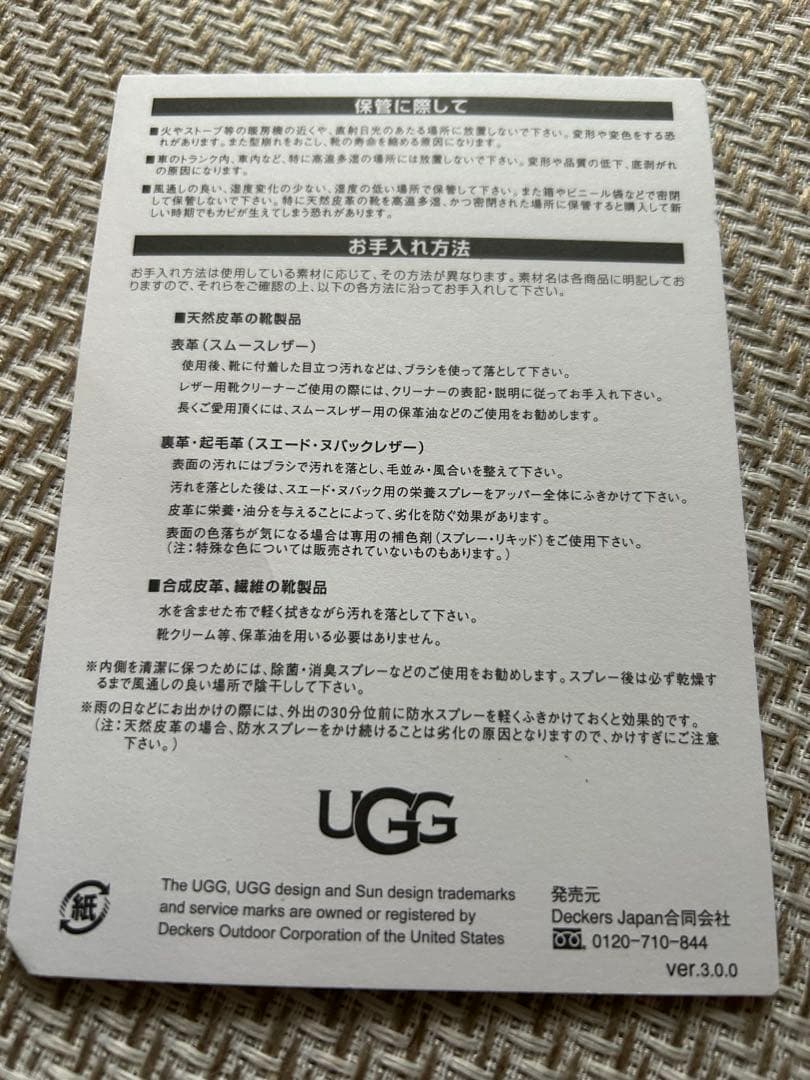 保管に際して
■火やストーブ等の暖房機の近くや、直射日光のあたる場所に放置しないで下さい。変形や変色をする恐
れがあります。また型崩れをおこし、靴の寿命を縮める原因になります。
■車のトランク内、車内など、特に高温多湿の場所には放置しないで下さい。変形や品質の低下、底剥がれ
の原因になります。
■風通しの良い、湿度変化の少ない、湿度の低い場所で保管して下さい。また箱やビニール袋などで密閉
して保管しないで下さい。特に天然皮革の靴を高温多湿、かつ密閉された場所に保管すると購入して新
しい時期でもカビが生えてしまう恐れがあります。
お手入れ方法
お手入れ方法は使用している素材に応じて、その方法が異なります。素材名は各商品に明記してお
りますので、それらをご確認の上、以下の各方法に沿ってお手入れして下さい。
■天然皮革の靴製品
表革（スムースレザー）
使用後、靴に付着した目立つ汚れなどは、ブラシを使って落として下さい。
レザー用靴クリーナーご使用の際には、クリーナーの表記・説明に従ってお手入れ下さい。
長くご愛用頂くには、スムースレザー用の保革油などのご使用をお勧めします。
裏革・起毛革（スエード・ヌバックレザー）
表面の汚れにはブラシで汚れを落とし、毛並み・風合いを整えて下さい。
汚れを落とした後は、スエード・ヌバック用の栄養スプレーをアッパー全体にふきかけて下さい。
皮革に栄養・油分を与えることによって、劣化を防ぐ効果があります。
表面の色落ちが気になる場合は専用の補色剤（スプレー・リキッド）をご使用下さい。
（注：特殊な色については販売されていないものもあります。）
■合成皮革、繊維の靴製品
水を含ませた布で軽く拭きながら汚れを落として下さい。
靴クリーム等、保革油を用いる必要はありません。
※内側を清潔に保つためには、除菌・消臭スプレーなどのご使用をお勧めします。スプレー後は必ず乾燥す
るまで風通しの良い場所で陰干しして下さい。
※雨の日などにお出かけの際には、外出の30分位前に防水スプレーを軽くふきかけておくと効果的です。
（注：天然皮革の場合、防水スプレーをかけ続けることは劣化の原因となりますので、かけすぎにご注意
下さい。）
UGG
紙
The UGG, UGG design and Sun design trademarks
and service marks are owned or registered by
Deckers Outdoor Corporation of the United States
発売元
Deckers Japan合同会社
0120-710-844
ver.3.0.0